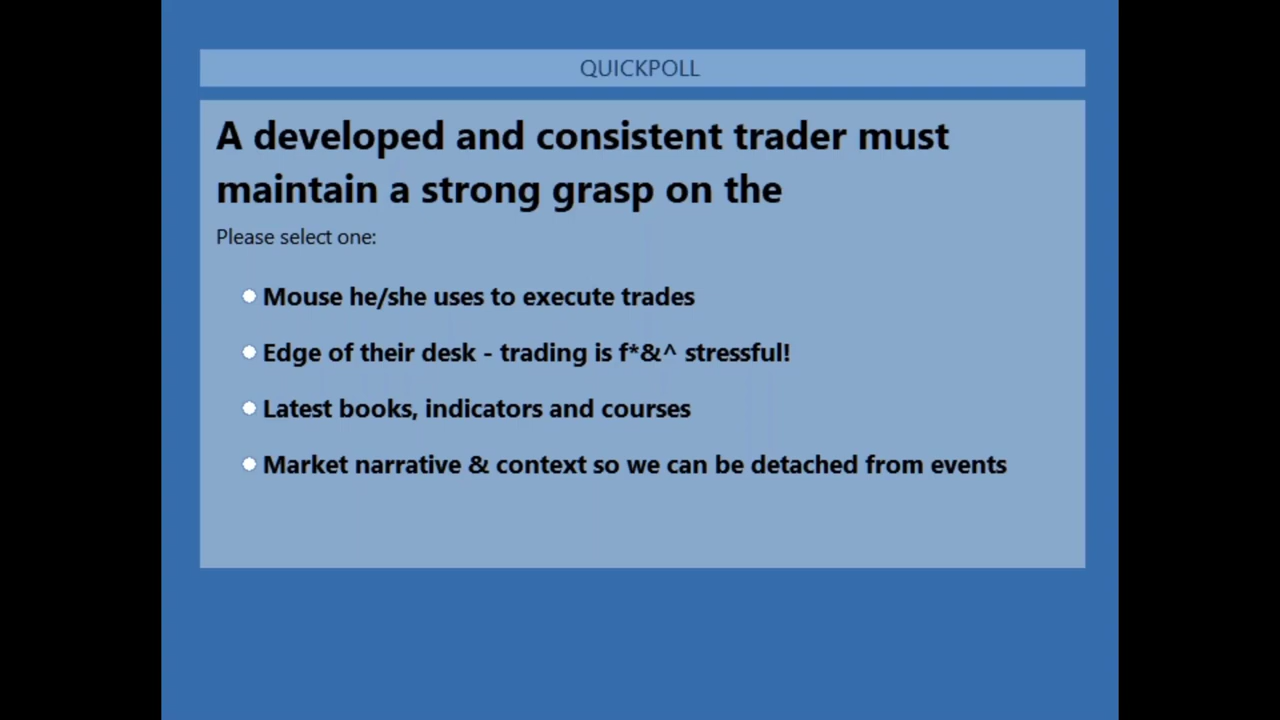 QUICKPOLL
A developed and consistent trader must
maintain a strong grasp on the
Please select one:
Mouse he/she uses to execute trades
Edge of their desk - trading is f*&^ stressful!
Latest books, indicators and courses
Market narrative & context so we can be detached from events